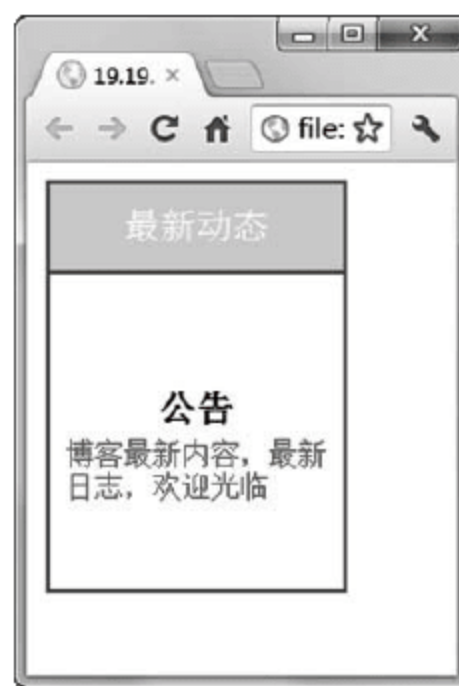 19.19.
file:
最新动态
公告
博客最新内容，最新
日志，欢迎光临